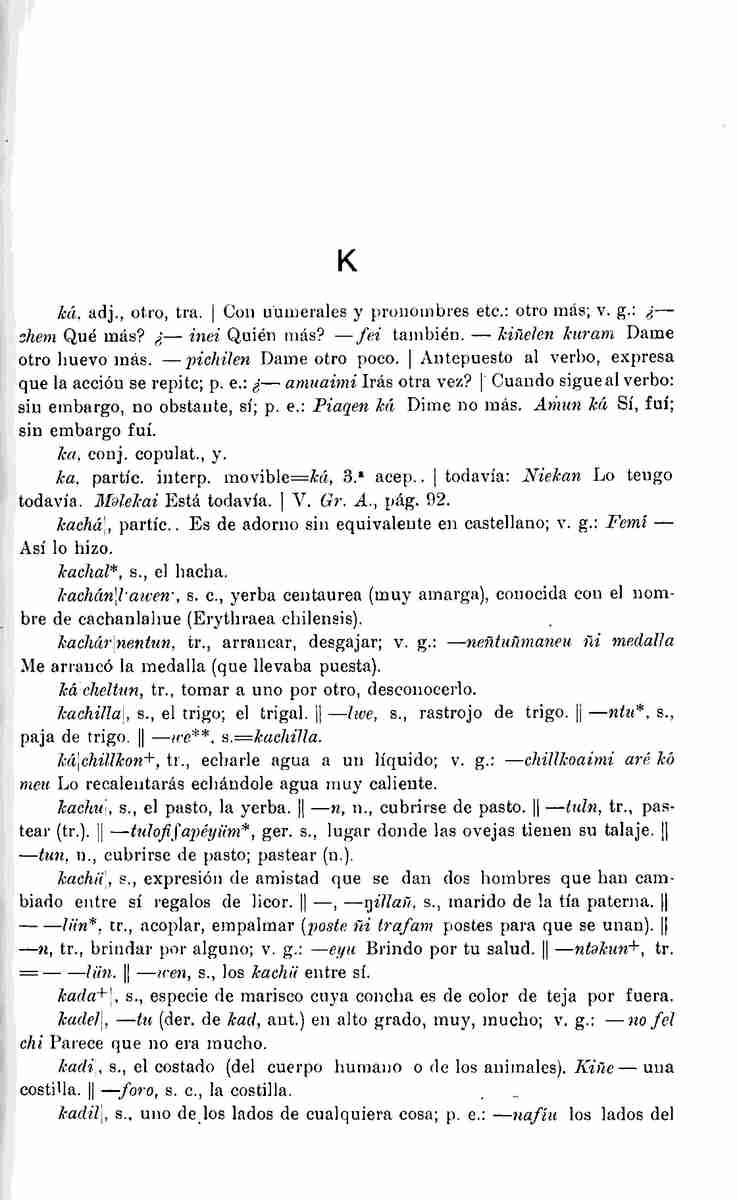 K
ká, adj., otro, tra. | Con numerales y pronombres etc.: otro más; v. g.: ¿—
chem Qué más? ¿— inei Quién más? — fei también. — kiñelen kuram Dame
otro huevo más. — pichilen Dame otro poco. | Antepuesto al verbo, expresa
que la acción se repite; p. e.: ¿— amuaimi Irás otra vez? | Cuando sigue al verbo:
sin embargo, no obstante, sí; p. e.: Piaqen ká Dime no más. Amun ká Sí, fuí;
sin embargo fuí.
ka, conj. copulat., y.
ka, partíc. interp. movible=ká, 3.ª acep.. | todavía: Niekan Lo tengo
todavía. Məlekai Está todavía. | V. Gr. A., pág. 92.
kachá|, partíc.. Es de adorno sin equivalente en castellano; v. g.: Femí —
Así lo hizo.
kachal*, s., el hacha.
kachán|l·awen·, s. c., yerba centaurea (muy amarga), conocida con el nom-
bre de cachanlahue (Erythraea chilensis).
kachár|nentun, tr., arrancar, desgajar; v. g.: —neñtuñmaneu ñi medalla
Me arrancó la medalla (que llevaba puesta).
ká|cheltun, tr., tomar a uno por otro, desconocerlo.
kachilla|, s., el trigo; el trigal. || —lwe, s., rastrojo de trigo. || —ntu*, s.,
paja de trigo. || —we**, s.=kachilla.
ká|chillkon+, tr., echarle agua a un líquido; v. g.: —chillkoaimi aré kó
meu Lo recalentarás echándole agua muy caliente.
kachu|, s., el pasto, la yerba. || —n, n., cubrirse de pasto. || —tuln, tr., pas-
tear (tr.). || —tulofiʃapéyüm*, ger. s., lugar donde las ovejas tienen su talaje. ||
—tun, n., cubrirse de pasto; pastear (n.).
kachü|, s., expresión de amistad que se dan dos hombres que han cam-
biado entre sí regalos de licor. || —, —ŋillañ, s., marido de la tía paterna. ||
— —lün*, tr., acoplar, empalmar (poste ñi trafam postes para que se unan). ||
—n, tr., brindar por alguno; v. g.: —eyu Brindo por tu salud. || —ntəkun+, tr.
= — —lün. || —wen, s., los kachü entre sí.
kada+|, s., especie de marisco cuya concha es de color de teja por fuera.
kadel|, —tu (der. de kad, ant.) en alto grado, muy, mucho; v. g.: — no fel
chi Parece que no era mucho.
kadi|, s., el costado (del cuerpo humano o de los animales). Kiñe — una
costilla. || —foro, s. c., la costilla.
kadil|, s., uno de los lados de cualquiera cosa; p. e.: —nafiu los lados del